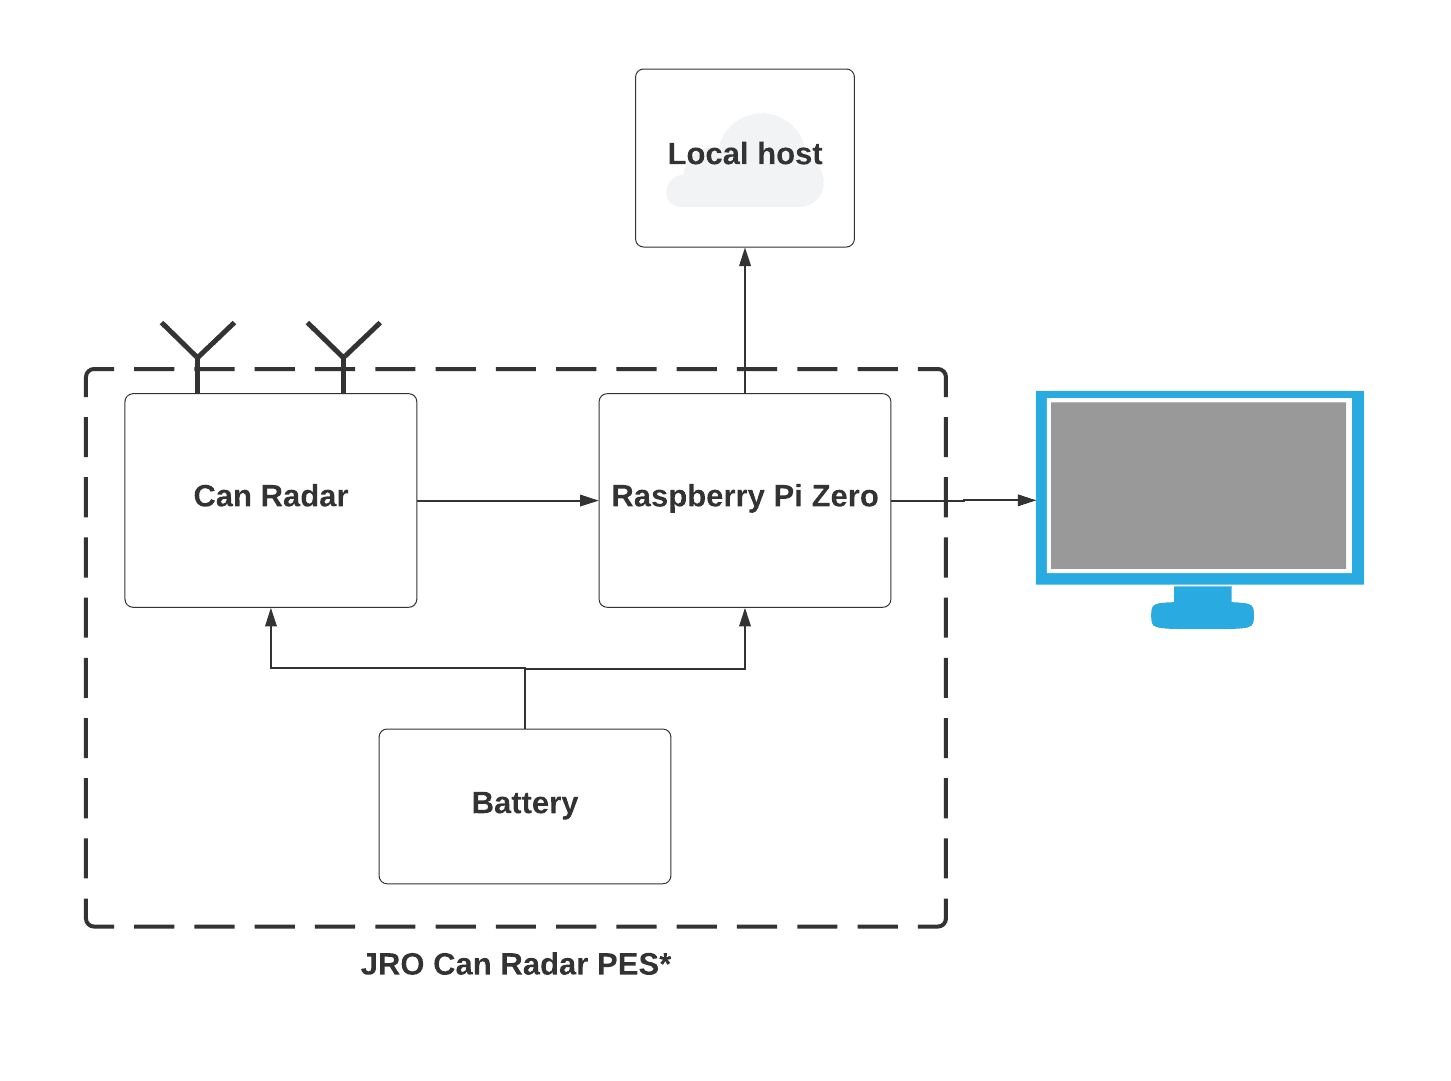 Local host
Can Radar
Raspberry Pi Zero
Battery
JRO Can Radar PES*